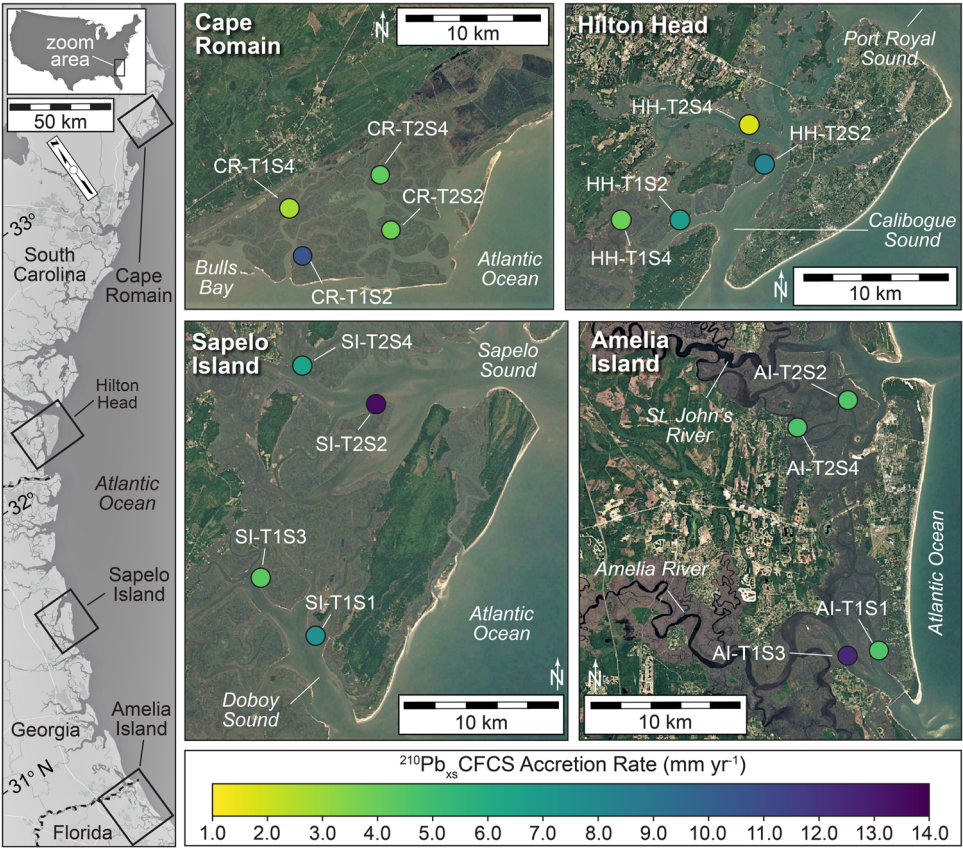 zoom
area
50 km
33º
South
Carolina
Cape
Romain
Hilton
Head
Atlantic
Ocean
32º
Sapelo
Island
Georgia
Amelia
Island
31º N
Florida
Cape
Romain
N
10 km
CR-T2S4
CR-T1S4
CR-T2S2
CR-T1S2
Bulls
Bay
Atlantic
Ocean
Hilton Head
Port Royal
Sound
HH-T2S4
HH-T2S2
HH-T1S2
HH-T1S4
Calibogue
Sound
N
10 km
Sapelo
Island
SI-T2S4
Sapelo
Sound
SI-T2S2
SI-T1S3
SI-T1S1
Atlantic
Ocean
Doboy
Sound
N
10 km
Amelia
Island
AI-T2S2
St. John's
River
AI-T2S4
Amelia River
Atlantic Ocean
AI-T1S1
AI-T1S3
N
10 km
²¹⁰Pbₓₛ CFCS Accretion Rate (mm yr⁻¹)
1.0 2.0 3.0 4.0 5.0 6.0 7.0 8.0 9.0 10.0 11.0 12.0 13.0 14.0